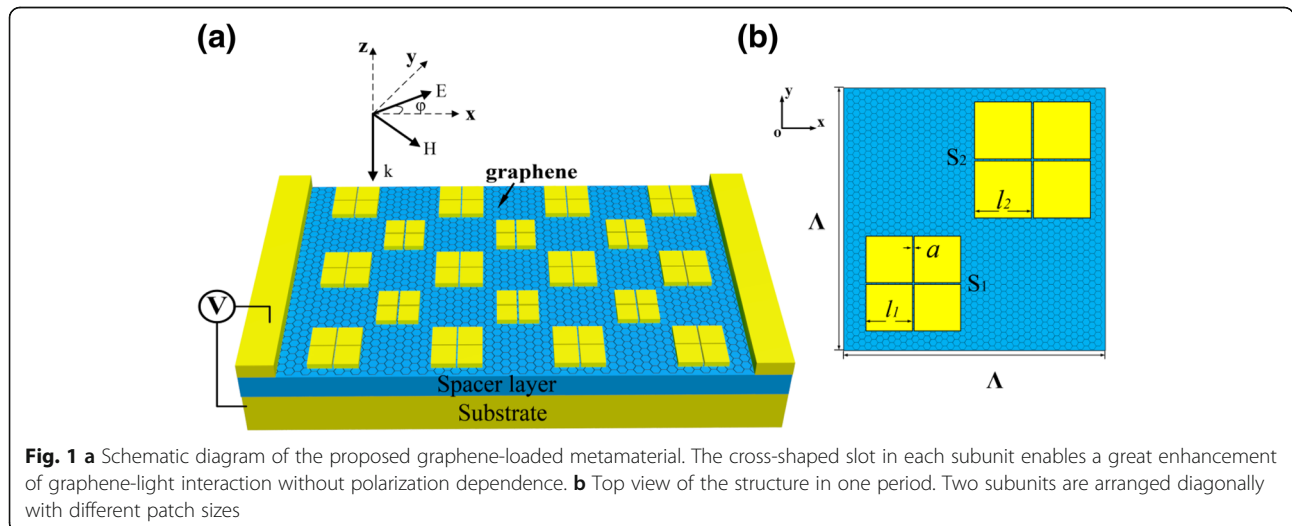 (a)
(b)
z
y
E
φ
x
H
k
graphene
V
Spacer layer
Substrate
y
x
o
S2
l2
Λ
a
S1
l1
Λ
Fig. 1 a Schematic diagram of the proposed graphene-loaded metamaterial. The cross-shaped slot in each subunit enables a great enhancement
of graphene-light interaction without polarization dependence. b Top view of the structure in one period. Two subunits are arranged diagonally
with different patch sizes